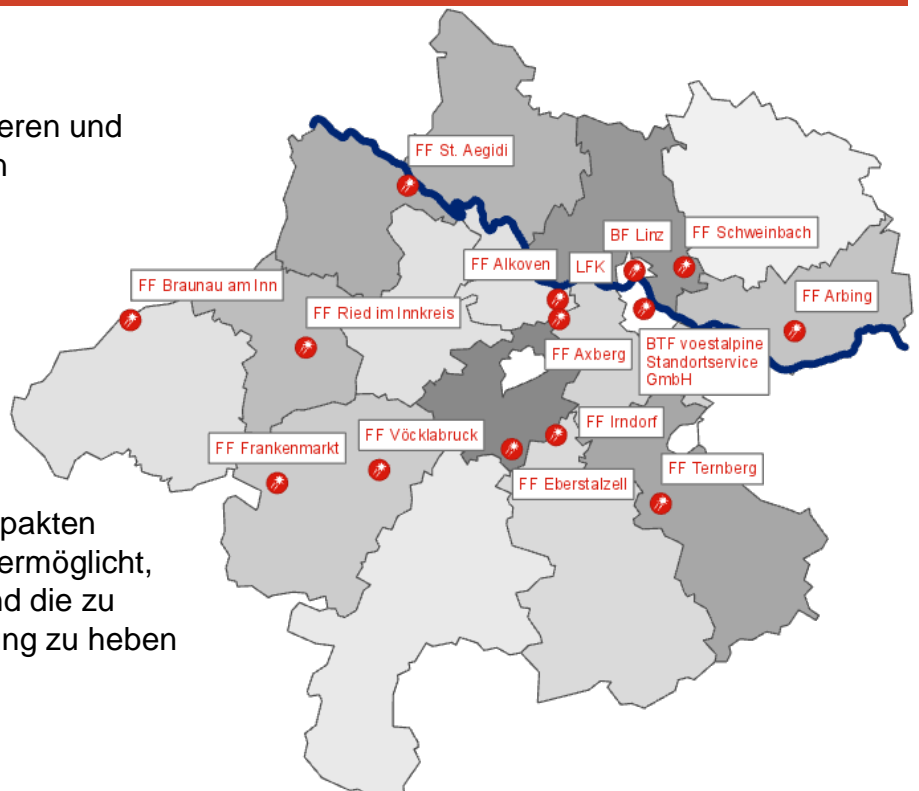 eren und
n
FF St. Aegidi
BF Linz
FF Schweinbach
FF Alkoven
LFK
FF Braunau am Inn
FF Arbing
FF Ried im Innkreis
FF Axberg
BTF voestalpine
Standortservice
GmbH
FF Irndorf
FF Vöcklabruck
FF Frankenmarkt
FF Ternberg
FF Eberstalzell
pakten
ermöglicht,
nd die zu
ung zu heben